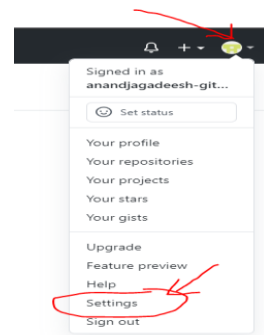 Signed in as
anandjagadeesh-git...
Set status
Your profile
Your repositories
Your projects
Your stars
Your gists
Upgrade
Feature preview
Help
Settings
Sign out